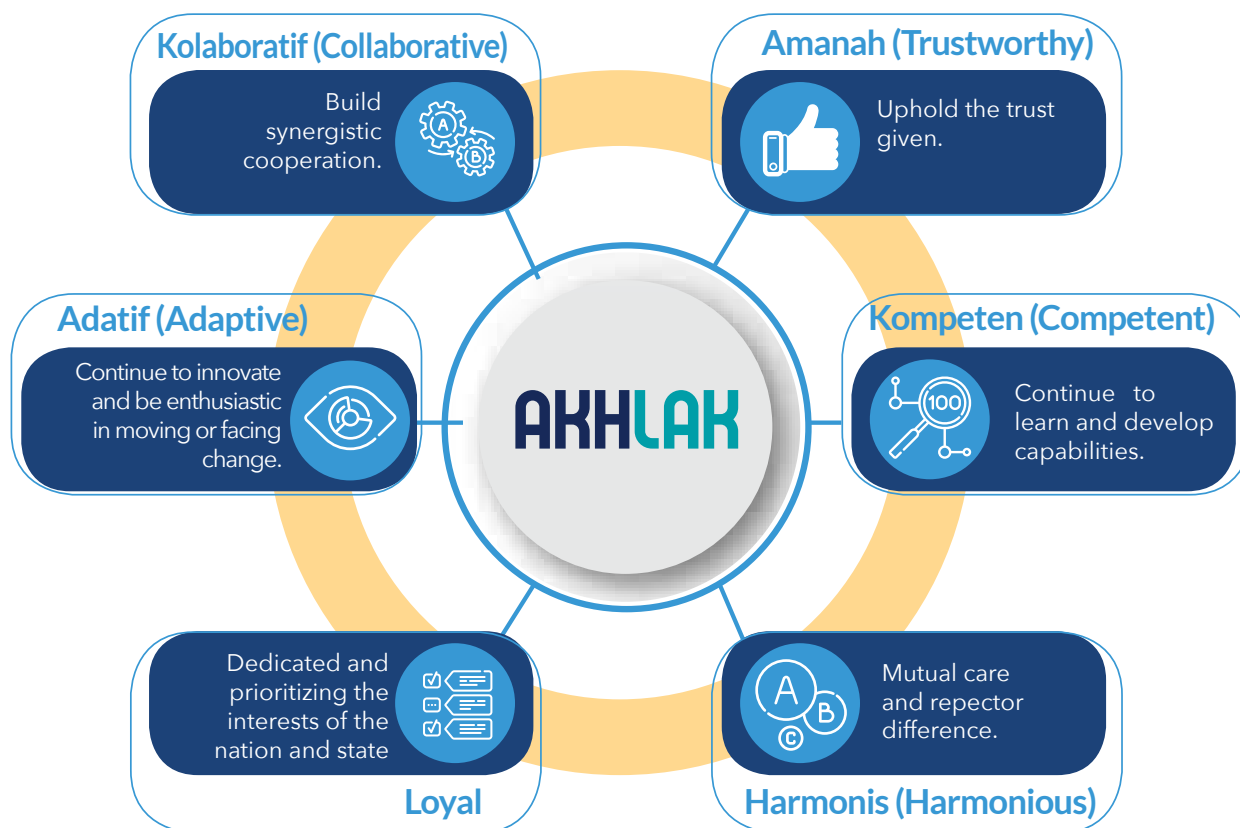 Kolaboratif (Collaborative)
Build
synergistic
cooperation.
A
B
Amanah (Trustworthy)
Uphold the trust
given.
Adatif (Adaptive)
Continue to innovate
and be enthusiastic
in moving or facing
change.
AKHLAK
Kompeten (Competent)
100
Continue to
learn and develop
capabilities.
Dedicated and
prioritizing the
interests of the
nation and state
Loyal
A
B
C
Mutual care
and repector
difference.
Harmonis (Harmonious)